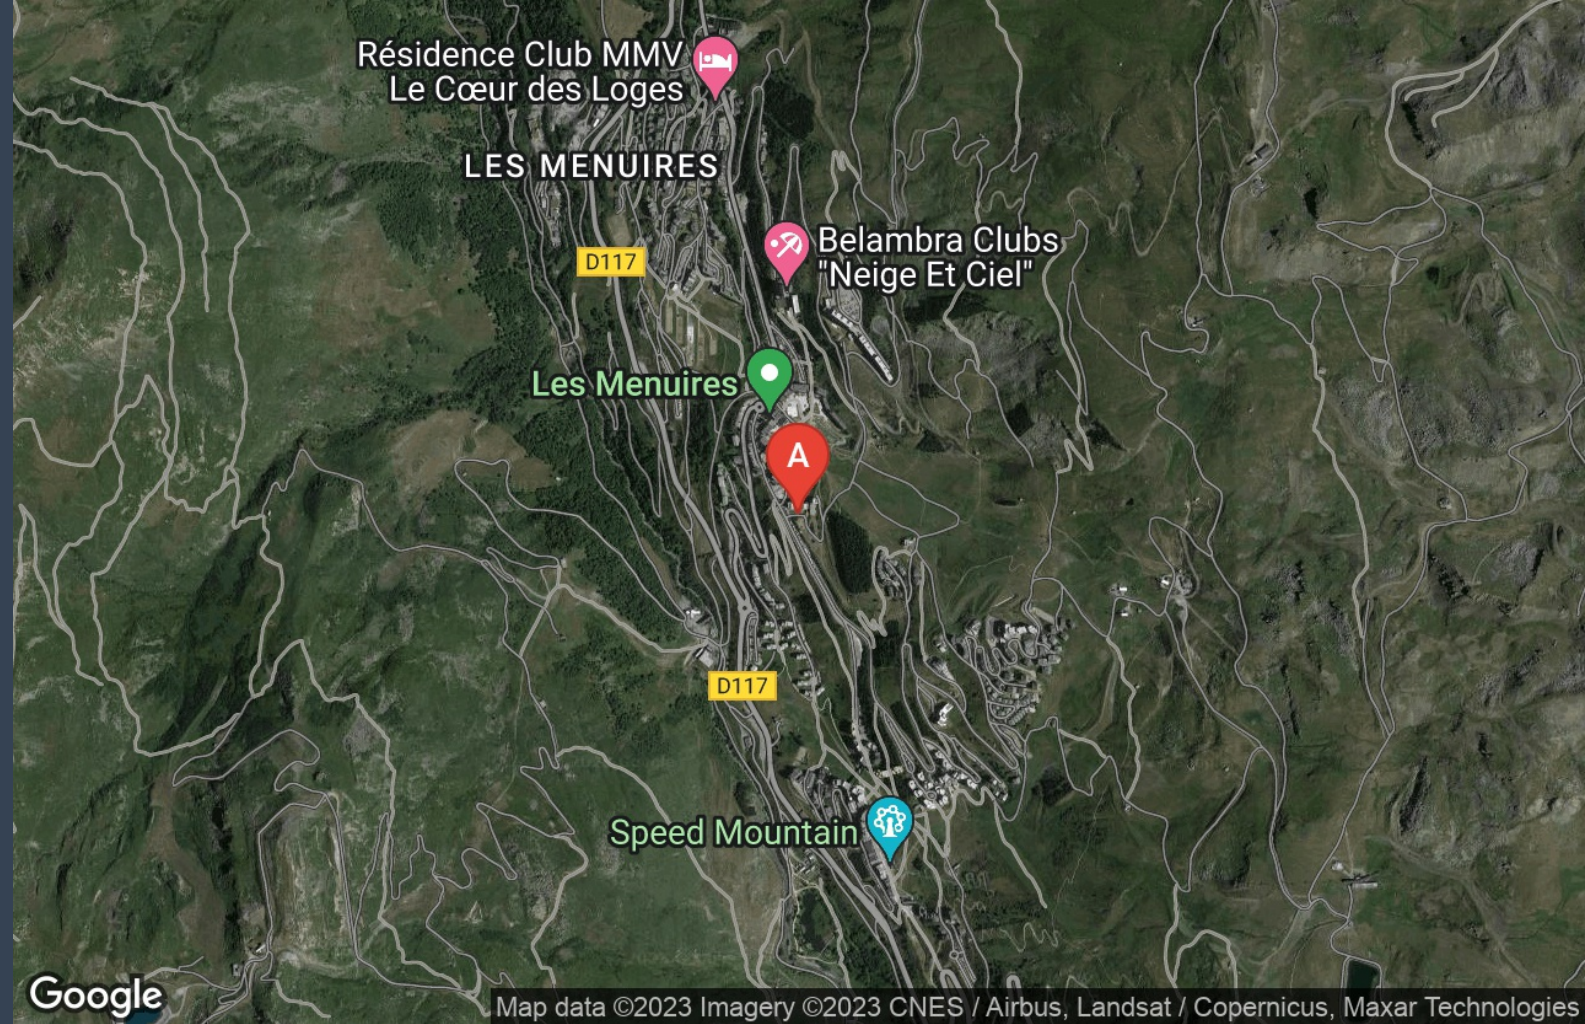 Résidence Club MMV
Le Cœur des Loges
LES MENUIRES
Belambra Clubs
"Neige Et Ciel"
D117
Les Menuires
A
D117
Speed Mountain
Google
Map data ©2023 Imagery ©2023 CNES / Airbus, Landsat / Copernicus, Maxar Technologies